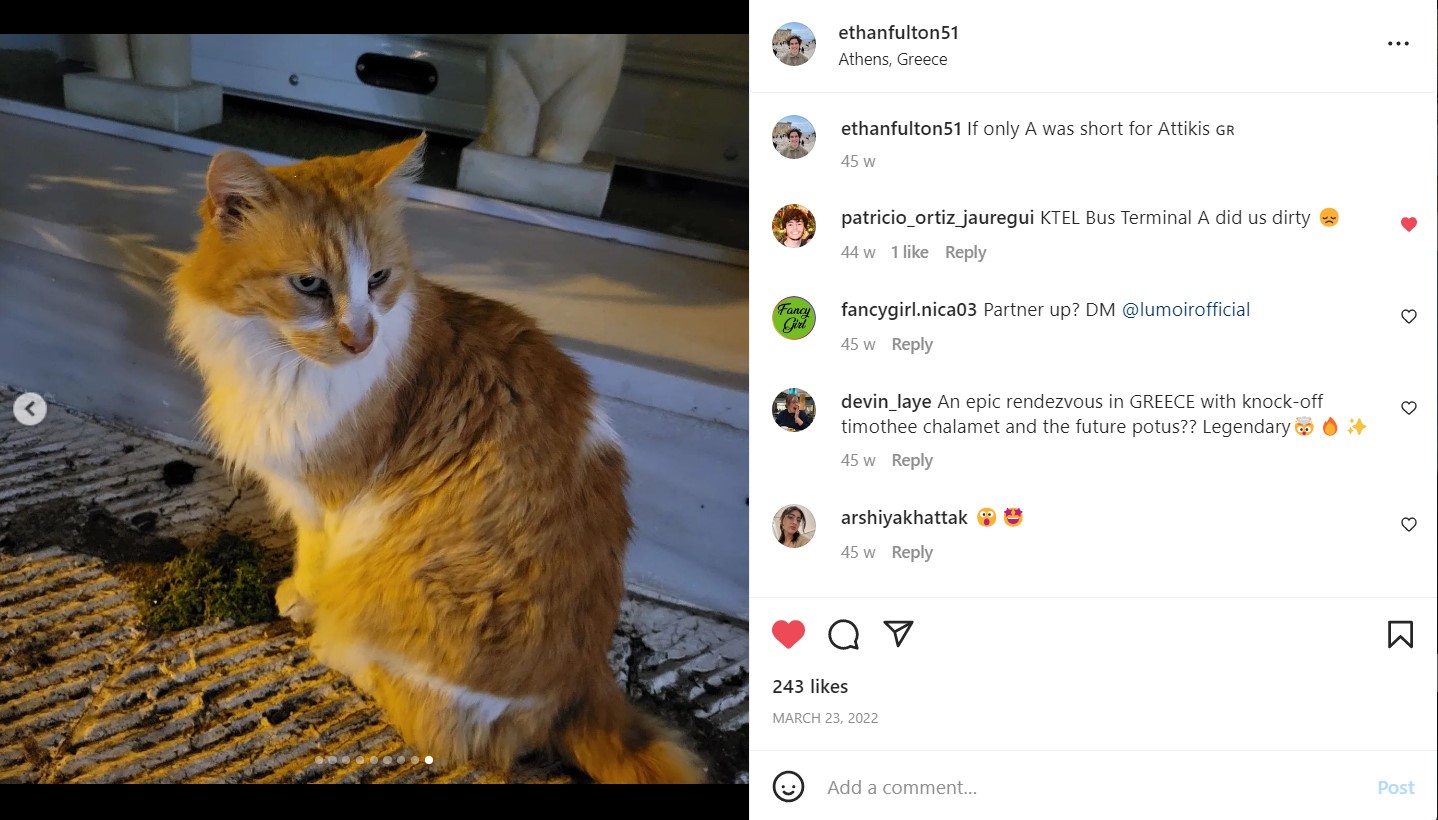 ethanfulton51
Athens, Greece
ethanfulton51 If only A was short for Attikis GR
45 w
patricio_ortiz_jauregui KTEL Bus Terminal A did us dirty 😞
44 w 1 like Reply
Fancy
Girl
fancygirl.nica03 Partner up? DM @lumoirofficial
45 w Reply
devin_laye An epic rendezvous in GREECE with knock-off
timothee chalamet and the future potus?? Legendary🤯 🔥 ✨
45 w Reply
arshiyakhattak 😲 🤩
45 w Reply
243 likes
MARCH 23, 2022
Add a comment...
Post